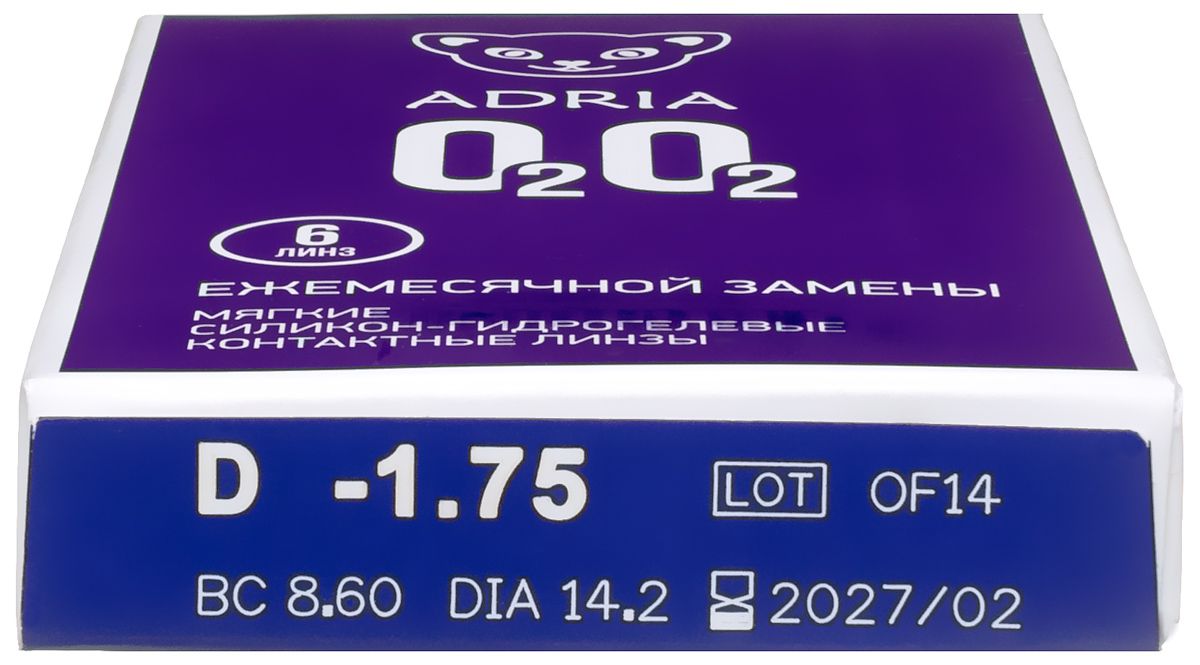 ADRIA
O₂O₂
6
ЛИНЗ
ЕЖЕМЕСЯЧНОЙ ЗАМЕНЫ
МЯГКИЕ
СИЛИКОН-ГИДРОГЕЛЕВЫЕ
КОНТАКТНЫЕ ЛИНЗЫ
D -1.75 LOT OF14
BC 8.60 DIA 14.2 2027/02